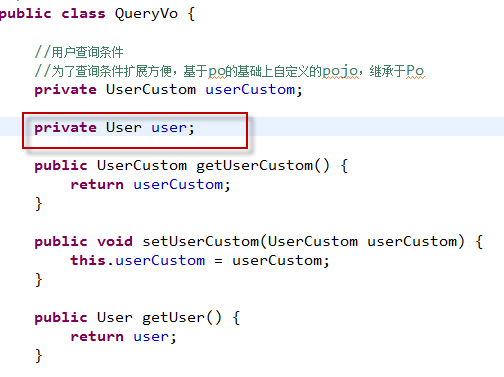 public class QueryVo {
//用户查询条件
//为了查询条件扩展方便，基于po的基础上自定义的pojo，继承于Po
private UserCustom userCustom;
private User user;
public UserCustom getUserCustom() {
return userCustom;
}
public void setUserCustom(UserCustom userCustom) {
this.userCustom = userCustom;
}
public User getUser() {
return user;
}